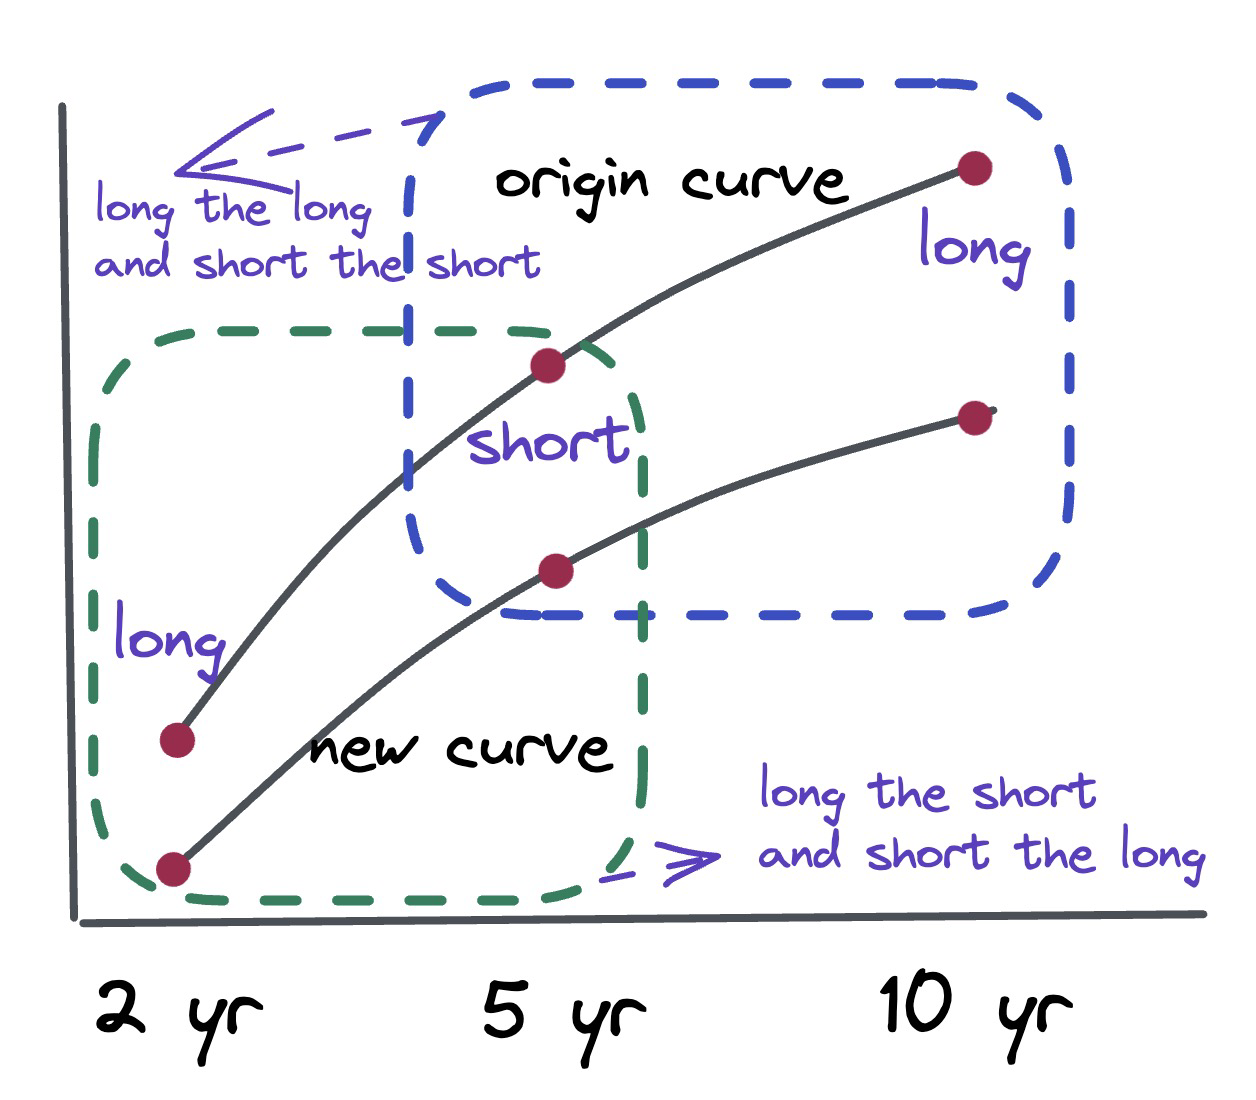 origin curve
long the long
and short the short
long
short
long
new curve
long the short
and short the long
2 yr
5 yr
10 yr